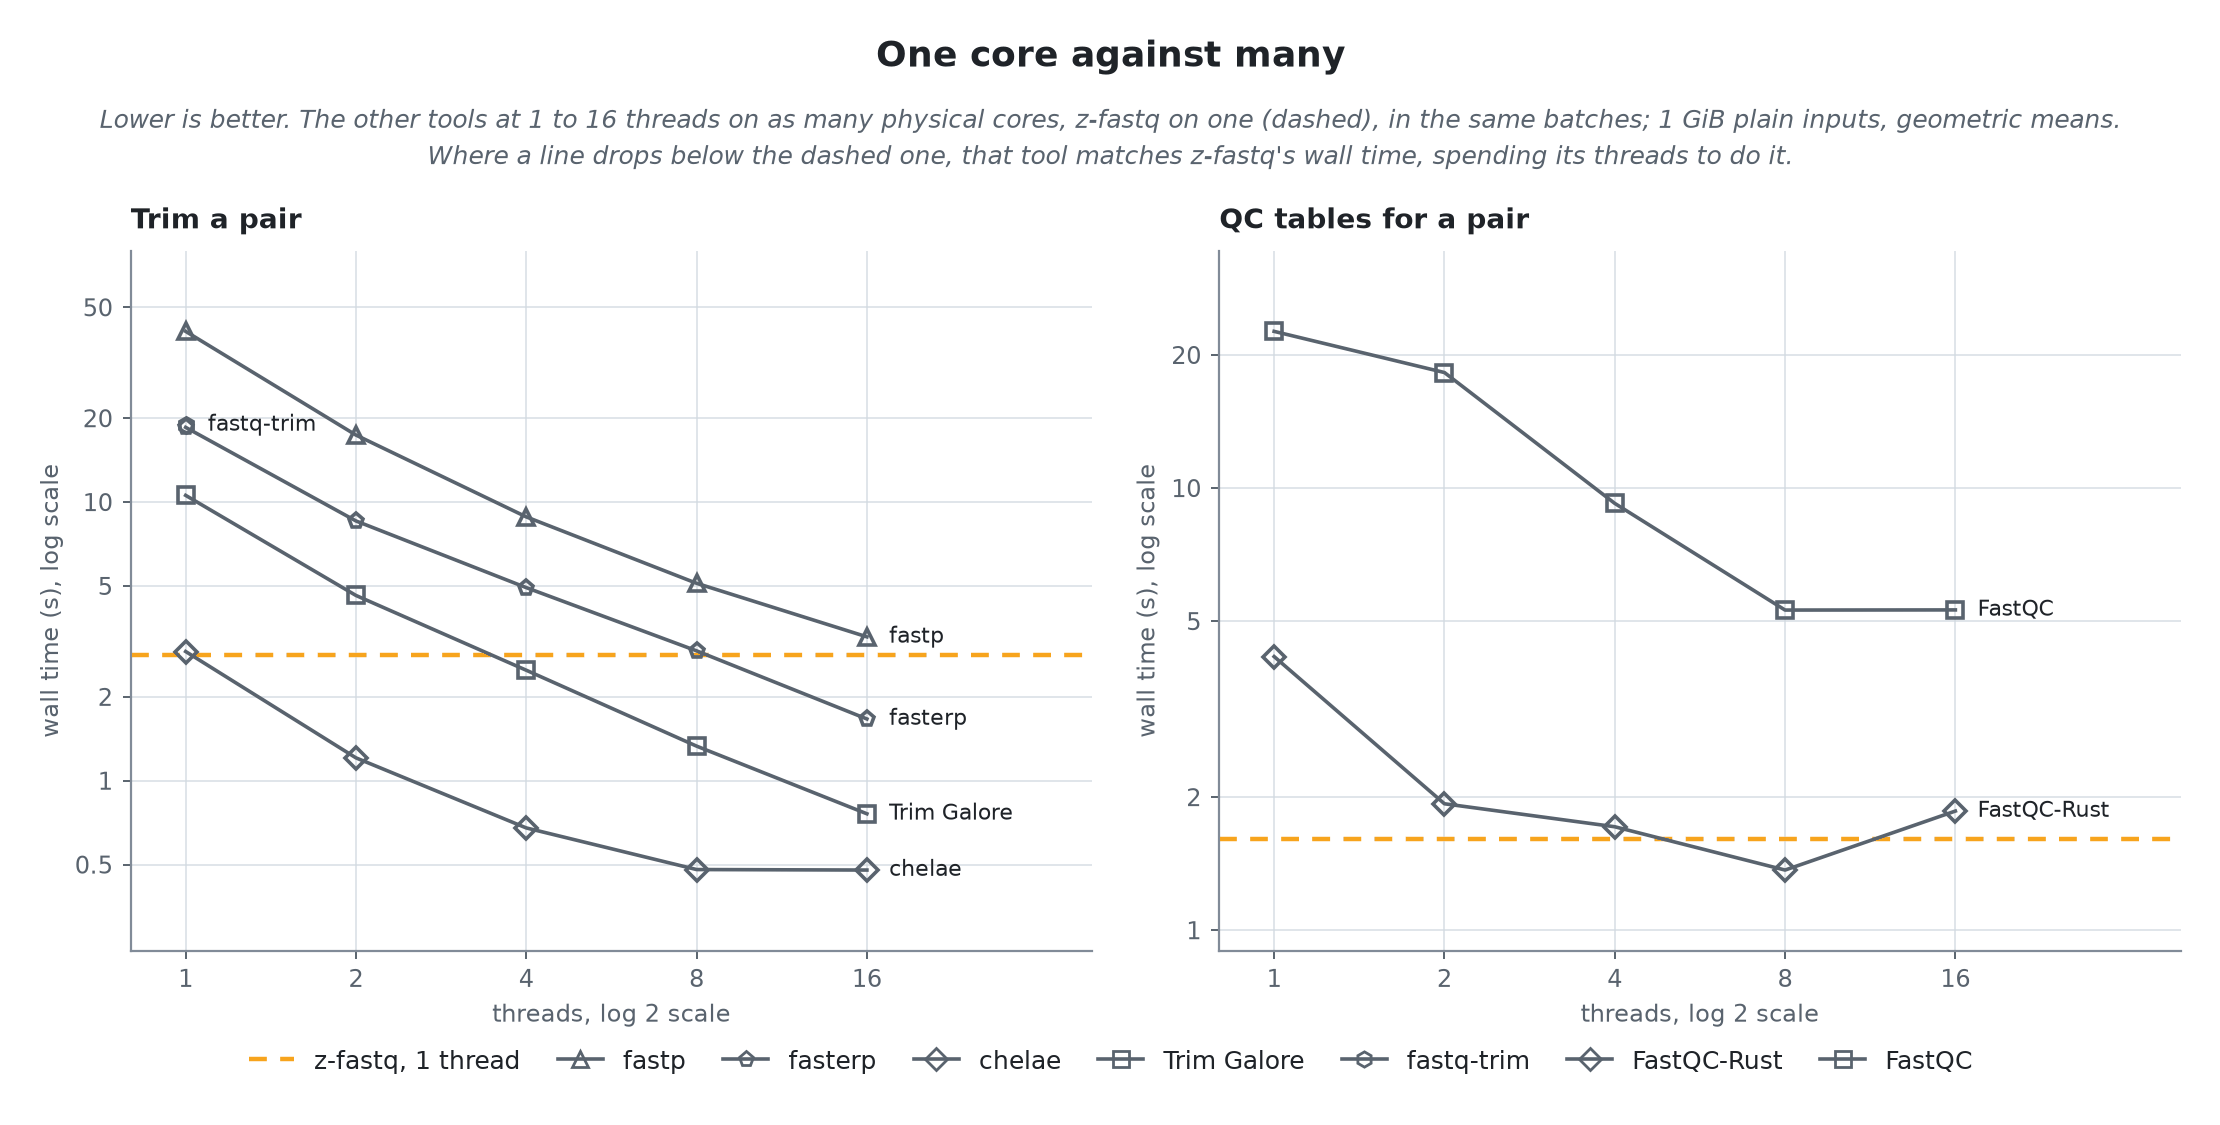 One core against many
Lower is better. The other tools at 1 to 16 threads on as many physical cores, z-fastq on one (dashed), in the same batches; 1 GiB plain inputs, geometric means.
Where a line drops below the dashed one, that tool matches z-fastq's wall time, spending its threads to do it.
Trim a pair
wall time (s), log scale
50
20
10
5
2
1
0.5
fastq-trim
fastp
fasterp
Trim Galore
chelae
1 2 4 8 16
threads, log 2 scale
QC tables for a pair
wall time (s), log scale
20
10
5
2
1
FastQC
FastQC-Rust
1 2 4 8 16
threads, log 2 scale
z-fastq, 1 thread fastp fasterp chelae Trim Galore fastq-trim FastQC-Rust FastQC